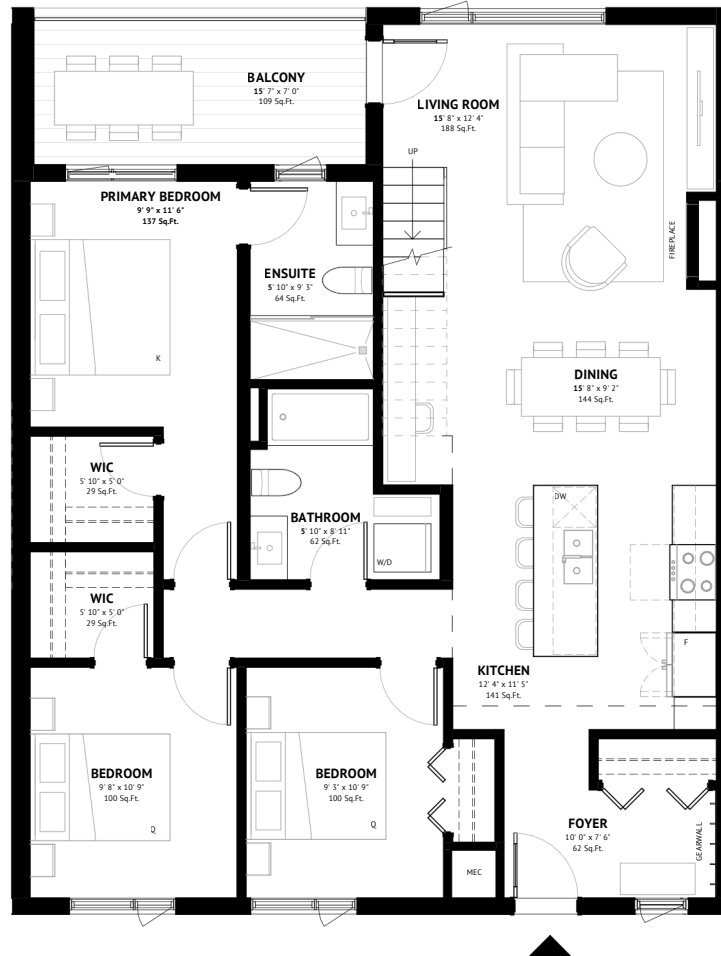 BALCONY
15' 7" x 7' 0"
109 Sq.Ft.
LIVING ROOM
15' 8" x 12' 4"
188 Sq.Ft.
UP
PRIMARY BEDROOM
9' 9" x 11' 6"
137 Sq.Ft.
K
ENSUITE
5' 10" x 9' 3"
64 Sq.Ft.
FIREPLACE
DINING
15' 8" x 9' 2"
144 Sq.Ft.
WIC
5' 10" x 5' 0"
29 Sq.Ft.
BATHROOM
5' 10" x 8' 11"
62 Sq.Ft.
W/D
DW
WIC
5' 10" x 5' 0"
29 Sq.Ft.
F
KITCHEN
12' 4" x 11' 5"
141 Sq.Ft.
BEDROOM
9' 8" x 10' 9"
100 Sq.Ft.
Q
BEDROOM
9' 3" x 10' 9"
100 Sq.Ft.
Q
FOYER
10' 0" x 7' 6"
62 Sq.Ft.
GEARWALL
MEC